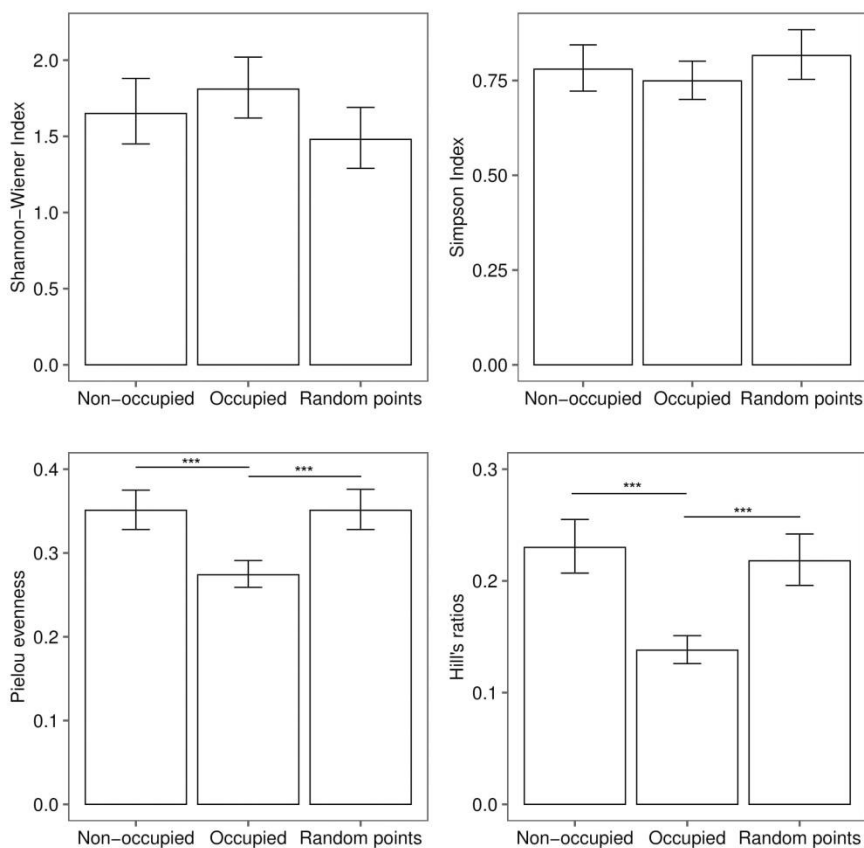 Shannon−Wiener Index
2.0
1.5
1.0
0.5
0.0
Non−occupied Occupied Random points
Simpson Index
0.75
0.50
0.25
0.00
Non−occupied Occupied Random points
Pielou evenness
0.4
0.3
0.2
0.1
0.0
*** ***
Non−occupied Occupied Random points
Hill's ratios
0.3
0.2
0.1
0.0
***
***
Non−occupied Occupied Random points